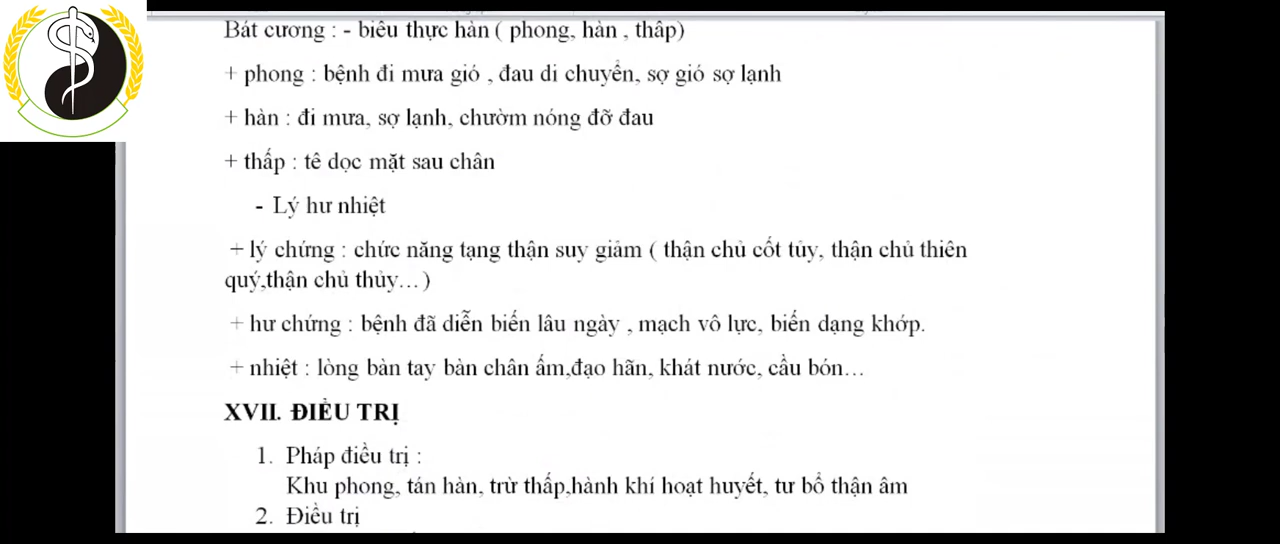 Bát cương : - biểu thực hàn ( phong, hàn , thấp)
+ phong : bệnh đi mưa gió , đau di chuyển, sợ gió sợ lạnh
+ hàn : đi mưa, sợ lạnh, chườm nóng đỡ đau
+ thấp : tê dọc mặt sau chân
- Lý hư nhiệt
+ lý chứng : chức năng tạng thận suy giảm ( thận chủ cốt tủy, thận chủ thiên
quý,thận chủ thủy...)
+ hư chứng : bệnh đã diễn biến lâu ngày , mạch vô lực, biến dạng khớp.
+ nhiệt : lòng bàn tay bàn chân ấm,đạo hãn, khát nước, cầu bón...
XVII. ĐIỀU TRỊ
1. Pháp điều trị :
Khu phong, tán hàn, trừ thấp,hành khí hoạt huyết, tư bổ thận âm
2. Điều trị